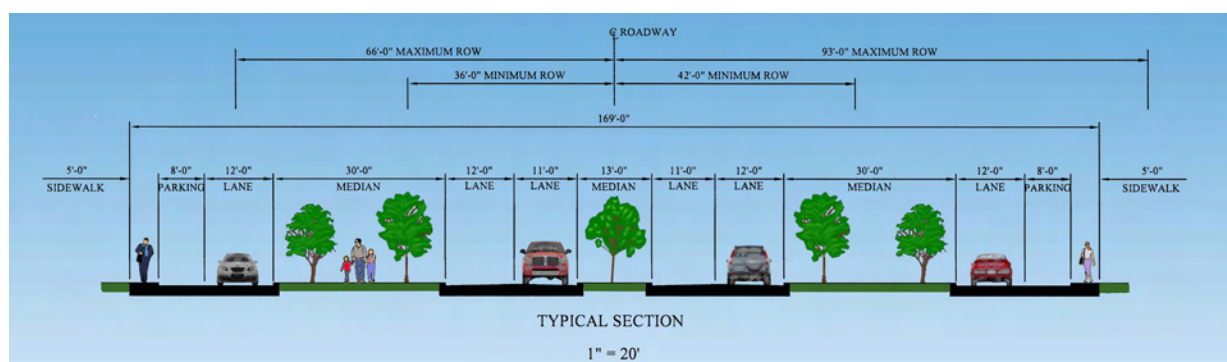 ℄ ROADWAY
66'-0" MAXIMUM ROW
93'-0" MAXIMUM ROW
36'-0" MINIMUM ROW
42'-0" MINIMUM ROW
169'-0"
5'-0" 8'-0" 12'-0" 30'-0" 12'-0" 11'-0" 13'-0" 11'-0" 12'-0" 30'-0" 12'-0" 8'-0" 5'-0"
SIDEWALK PARKING LANE MEDIAN LANE LANE MEDIAN LANE LANE MEDIAN LANE PARKING SIDEWALK
TYPICAL SECTION
1" = 20'